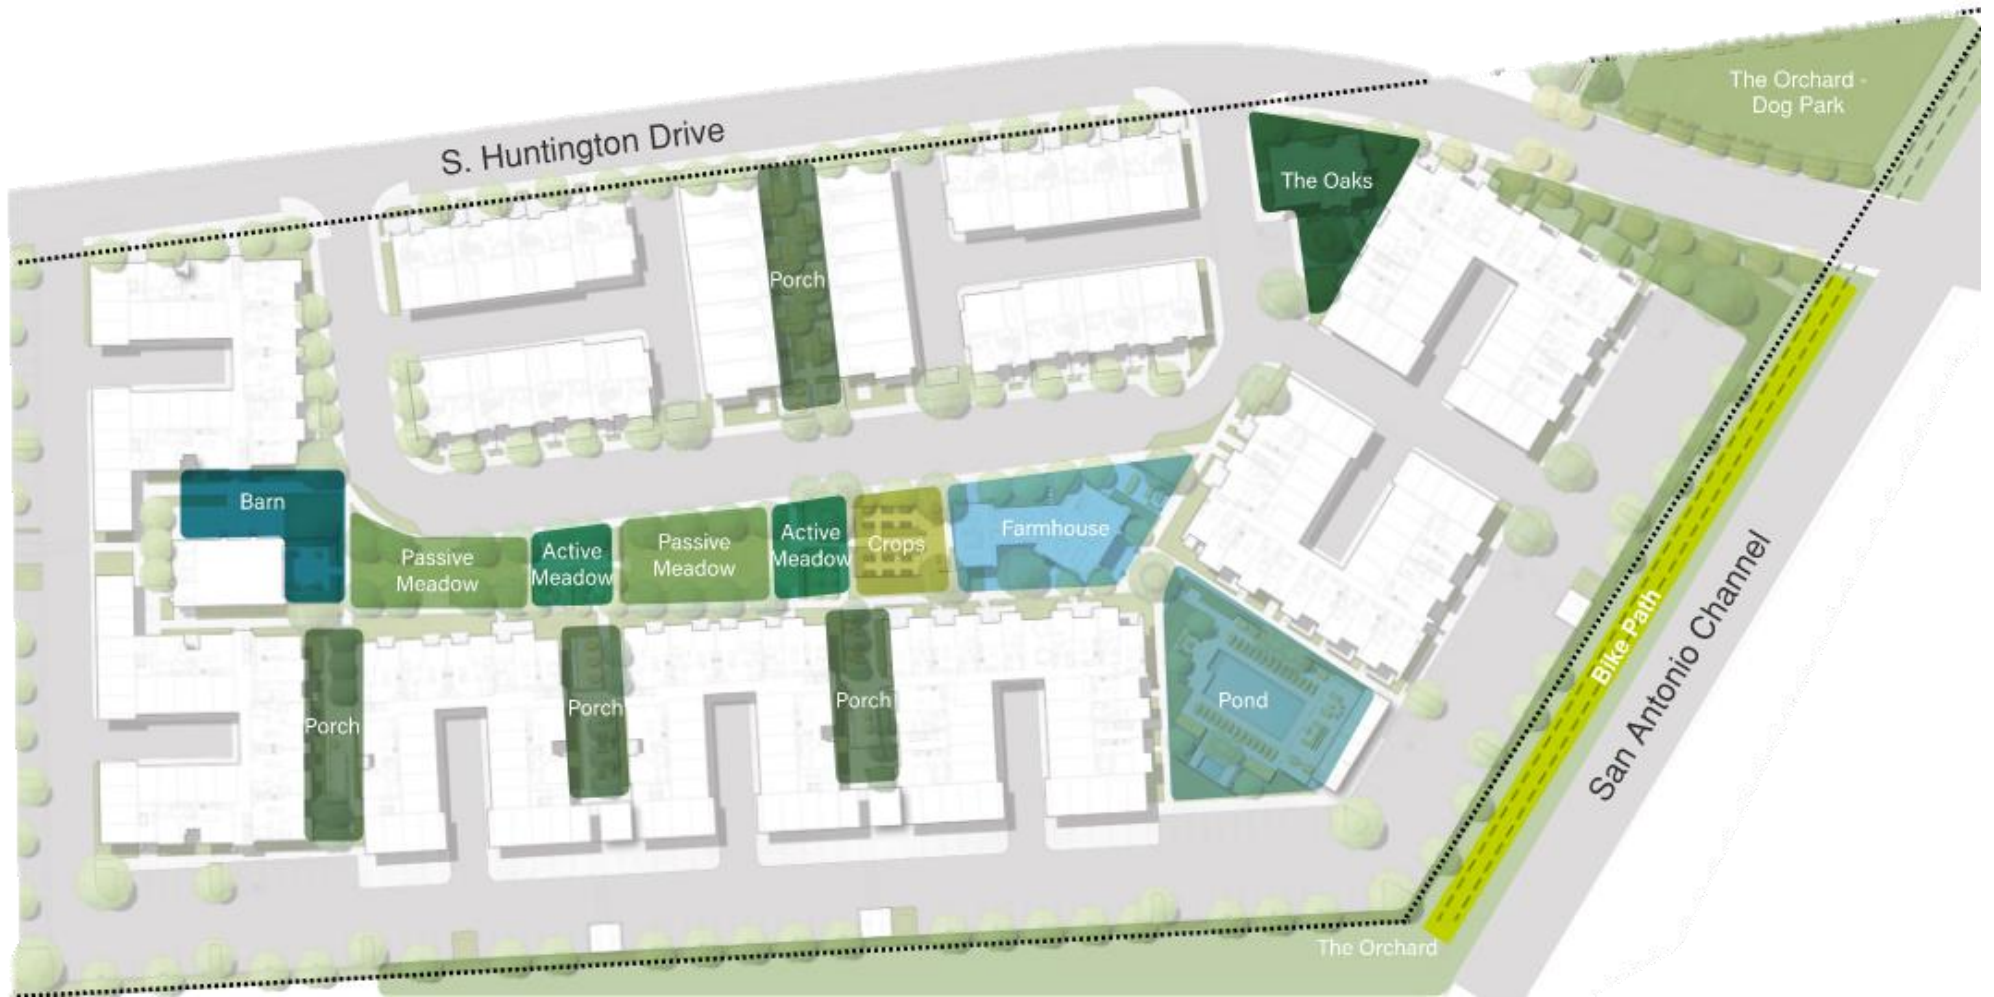 The Orchard -
Dog Park
S. Huntington Drive
The Oaks
Porch
Barn
Passive
Meadow
Active
Meadow
Passive
Meadow
Active
Meadow
Crops
Farmhouse
Porch
Porch
Porch
Pond
Bike Path
San Antonio Channel
The Orchard